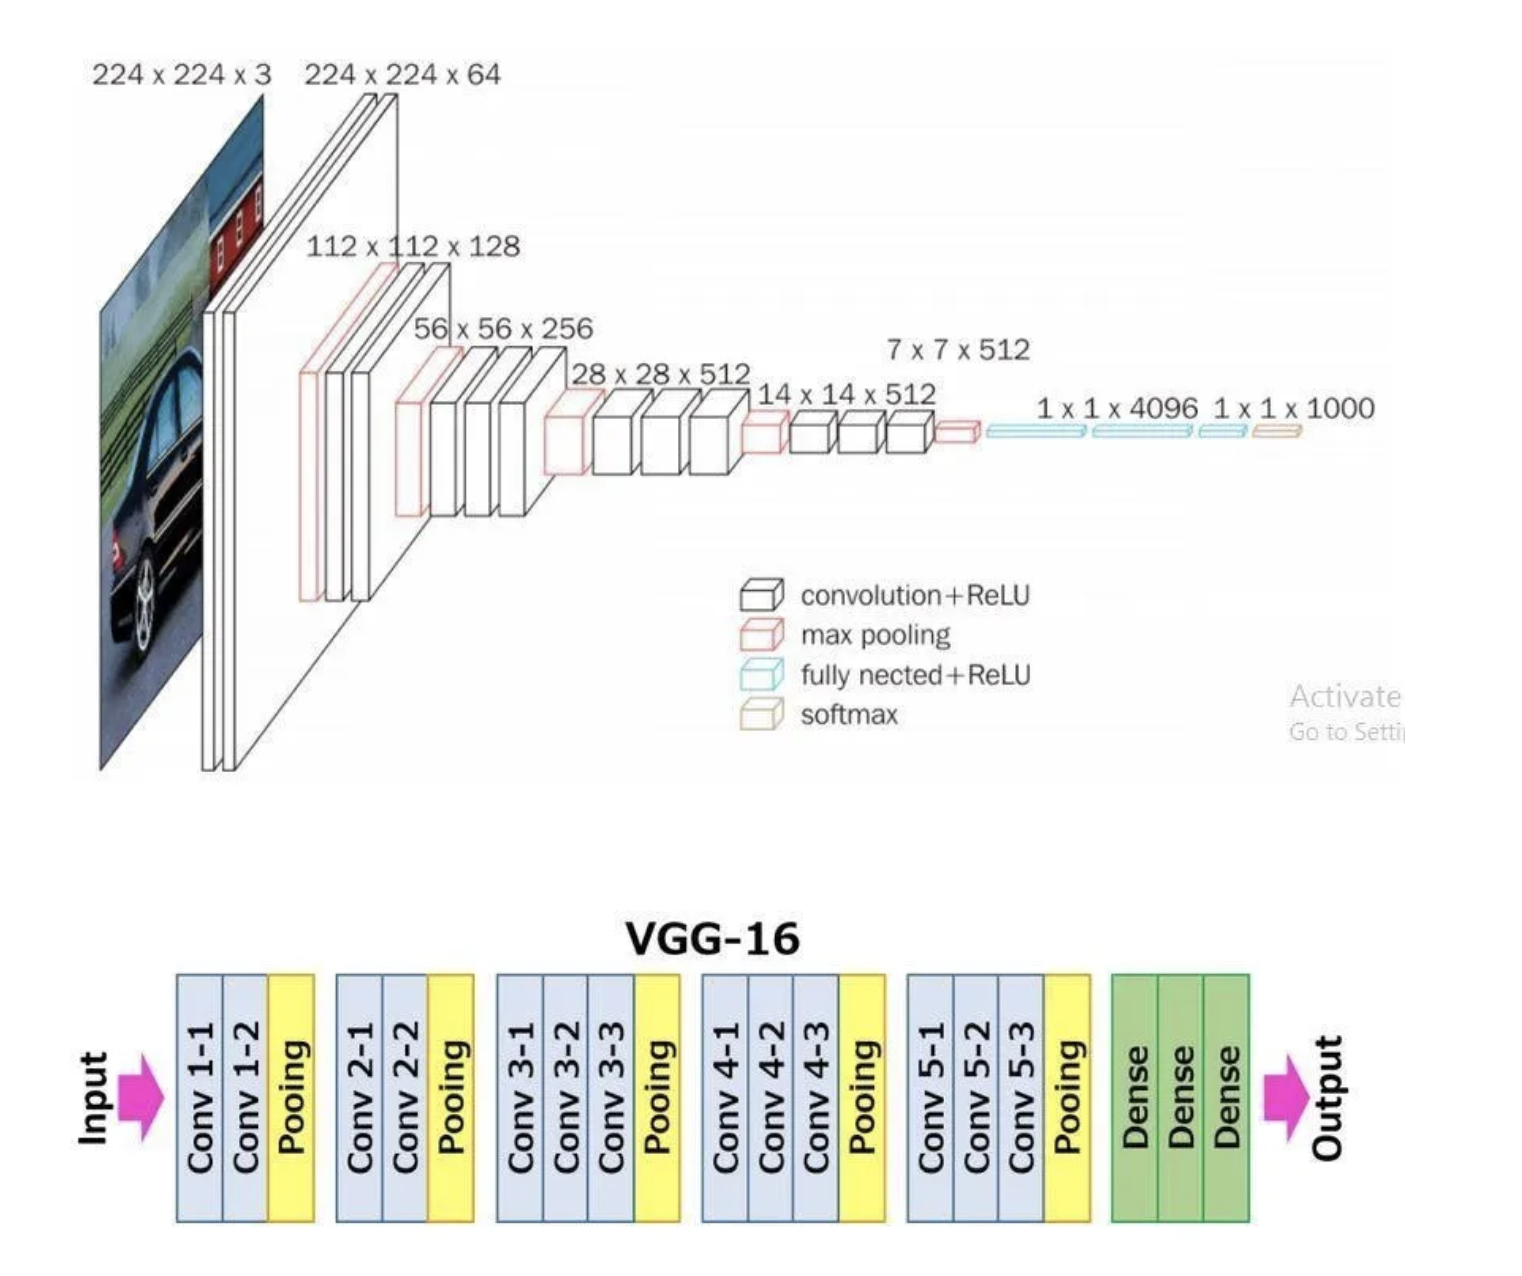 224 x 224 x 3
224 x 224 x 64
112 x 112 x 128
56 x 56 x 256
28 x 28 x 512
14 x 14 x 512
7 x 7 x 512
1 x 1 x 4096
1 x 1 x 1000
convolution+ReLU
max pooling
fully nected+ReLU
softmax
Activate
Go to Setti
VGG-16
Input
Conv 1-1
Conv 1-2
Pooing
Conv 2-1
Conv 2-2
Pooing
Conv 3-1
Conv 3-2
Conv 3-3
Pooing
Conv 4-1
Conv 4-2
Conv 4-3
Pooing
Conv 5-1
Conv 5-2
Conv 5-3
Pooing
Dense
Dense
Dense
Output